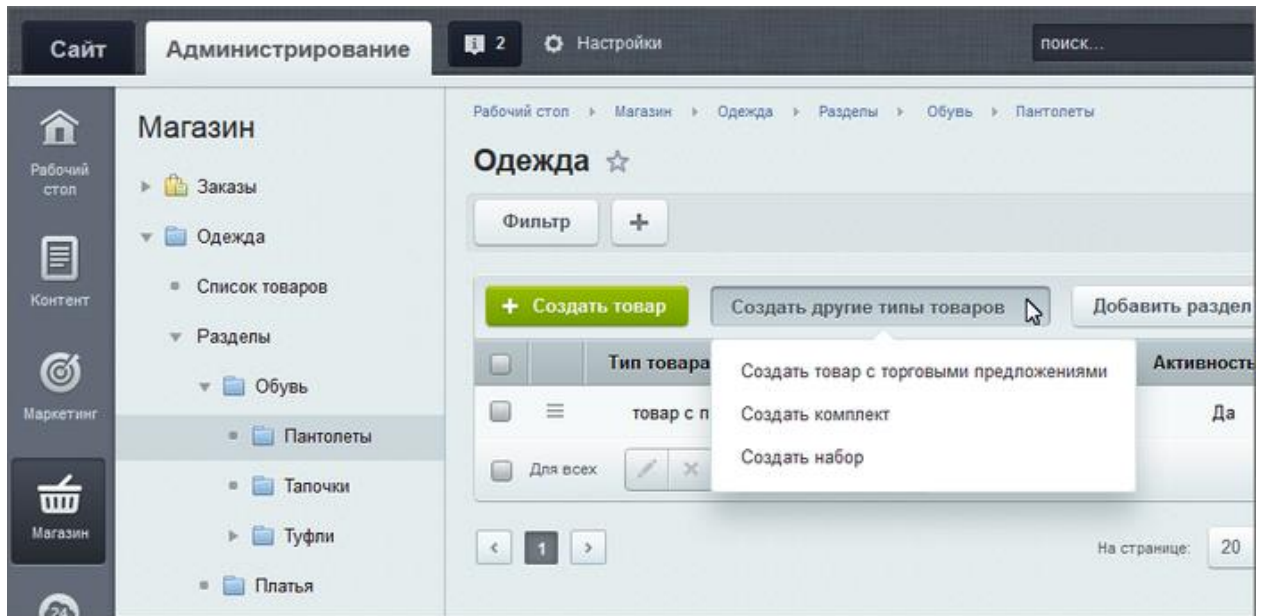 Сайт
Администрирование
2
Настройки
поиск...
Рабочий стол
Контент
Маркетинг
Магазин
24
Магазин
Заказы
Одежда
Список товаров
Разделы
Обувь
Пантолеты
Тапочки
Туфли
Платья
Рабочий стол Магазин Одежда Разделы Обувь Пантолеты
Одежда
Фильтр +
+ Создать товар Создать другие типы товаров Добавить раздел
Тип товара Активность
товар с п Да
Создать товар с торговыми предложениями
Создать комплект
Создать набор
Для всех
1
На странице: 20